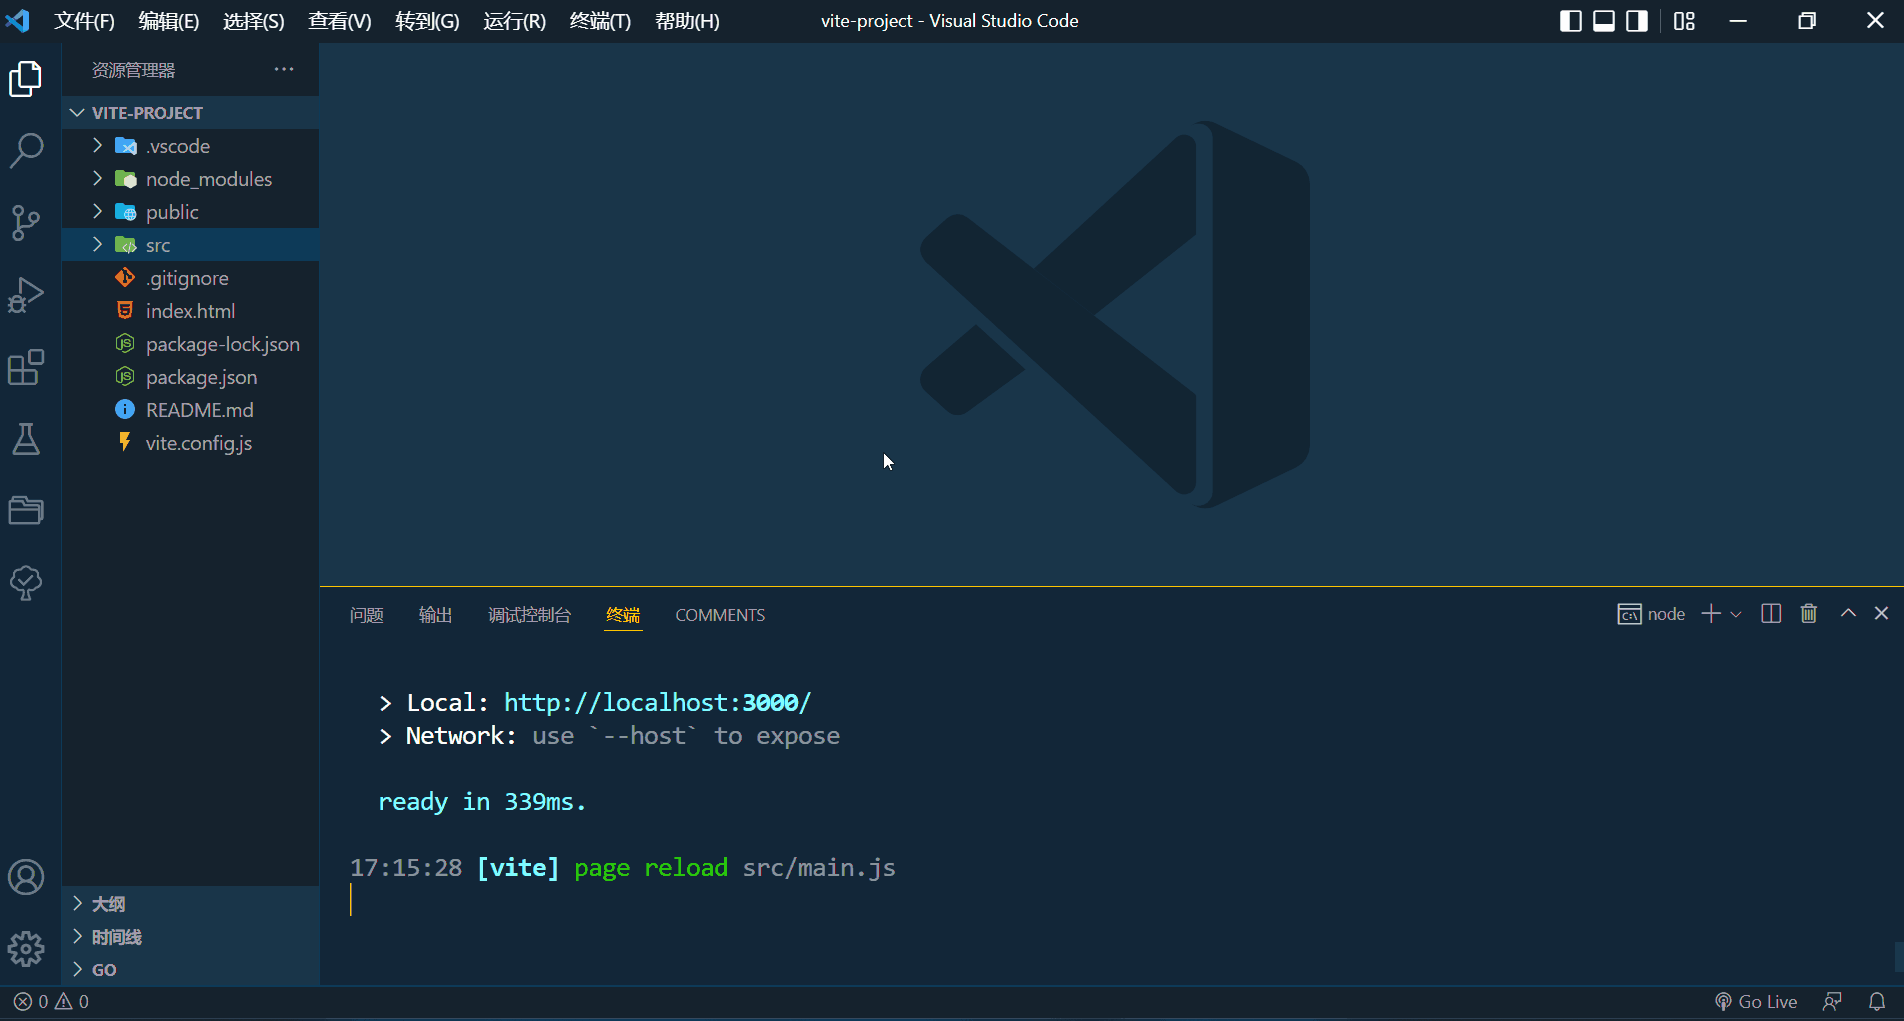 文件(F) 编辑(E) 选择(S) 查看(V) 转到(G) 运行(R) 终端(T) 帮助(H) vite-project - Visual Studio Code
资源管理器
VITE-PROJECT
.vscode
node_modules
public
src
.gitignore
index.html
package-lock.json
package.json
README.md
vite.config.js
大纲
时间线
GO
问题 输出 调试控制台 终端 COMMENTS node
> Local: http://localhost:3000/
> Network: use `--host` to expose
ready in 339ms.
17:15:28 [vite] page reload src/main.js
0 0 Go Live